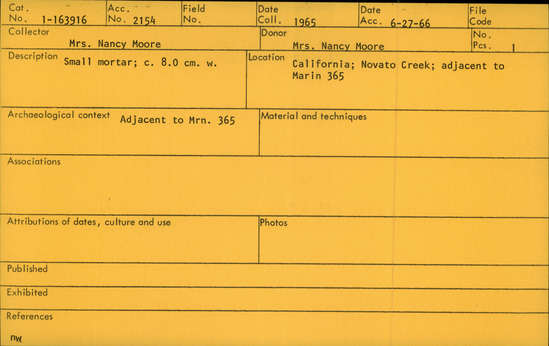 Cat. Acc. Field Date Date File
No. 1-163916 No. 2154 No. Coll. 1965 Acc. 6-27-66 Code
Collector Donor No.
Mrs. Nancy Moore Mrs. Nancy Moore Pcs. 1
Description Small mortar; c. 8.0 cm. w. Location California; Novato Creek; adjacent to
Marin 365
Archaeological context Adjacent to Mrn. 365 Material and techniques
Associations
Attributions of dates, culture and use Photos
Published
Exhibited
References
nw